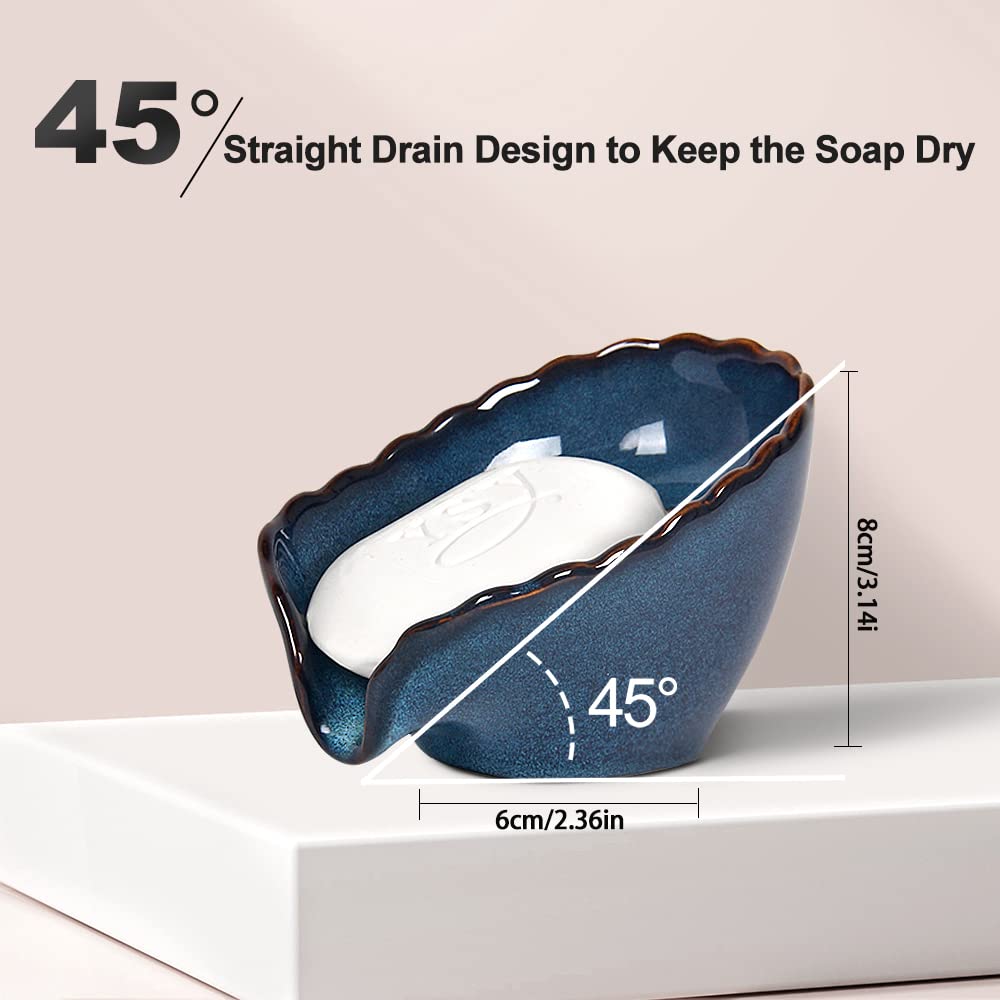 45°
Straight Drain Design to Keep the Soap Dry
45°
8cm/3.14i
6cm/2.36in